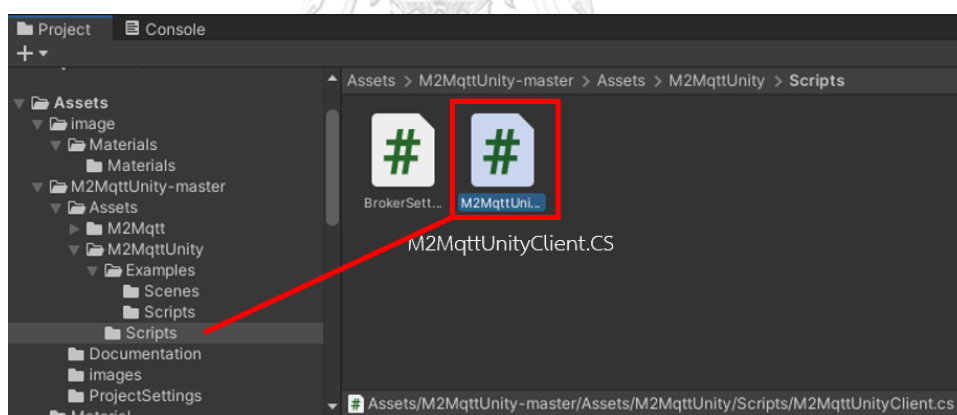 Project
Console
Assets > M2MqttUnity-master > Assets > M2MqttUnity > Scripts
Assets
image
Materials
Materials
M2MqttUnity-master
Assets
M2Mqtt
M2MqttUnity
Examples
Scenes
Scripts
Scripts
Documentation
images
ProjectSettings
Material
BrokerSett...
M2MqttUni...
M2MqttUnityClient.CS
Assets/M2MqttUnity-master/Assets/M2MqttUnity/Scripts/M2MqttUnityClient.cs